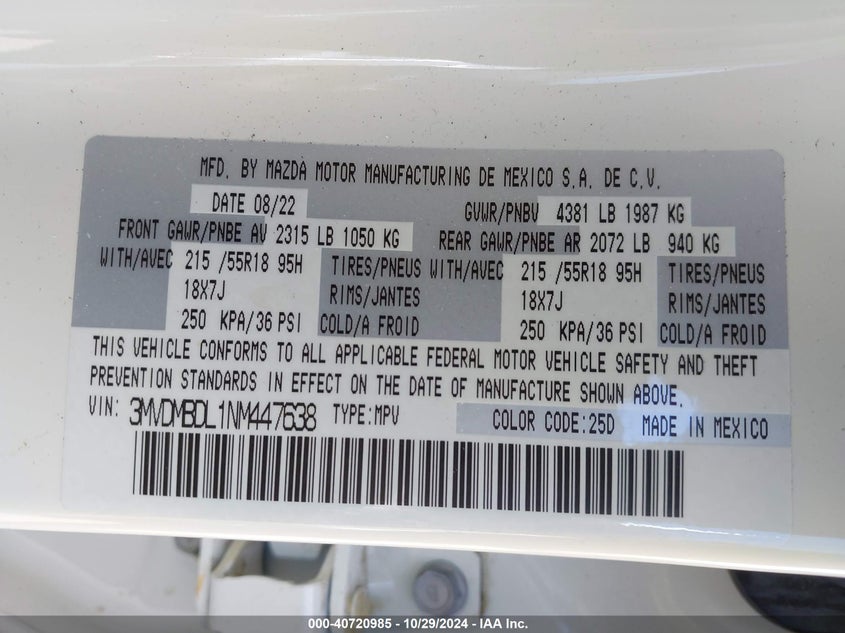 MFD. BY MAZDA MOTOR MANUFACTURING DE MEXICO S.A. DE C.V.
DATE 08/22 GVWR/PNBV 4381 LB 1987 KG
FRONT GAWR/PNBE AV 2315 LB 1050 KG REAR GAWR/PNBE AR 2072 LB 940 KG
WITH/AVEC 215 /55R18 95H TIRES/PNEUS WITH/AVEC 215 /55R18 95H TIRES/PNEUS
18X7J RIMS/JANTES 18X7J RIMS/JANTES
250 KPA/36 PSI COLD/A FROID 250 KPA/36 PSI COLD/A FROID
THIS VEHICLE CONFORMS TO ALL APPLICABLE FEDERAL MOTOR VEHICLE SAFETY AND THEFT
PREVENTION STANDARDS IN EFFECT ON THE DATE OF MANUFACTURE SHOWN ABOVE.
VIN: 3MVDMBDL1NM447638 TYPE:MPV COLOR CODE:25D MADE IN MEXICO
000-40720985 - 10/29/2024 - IAAI.com